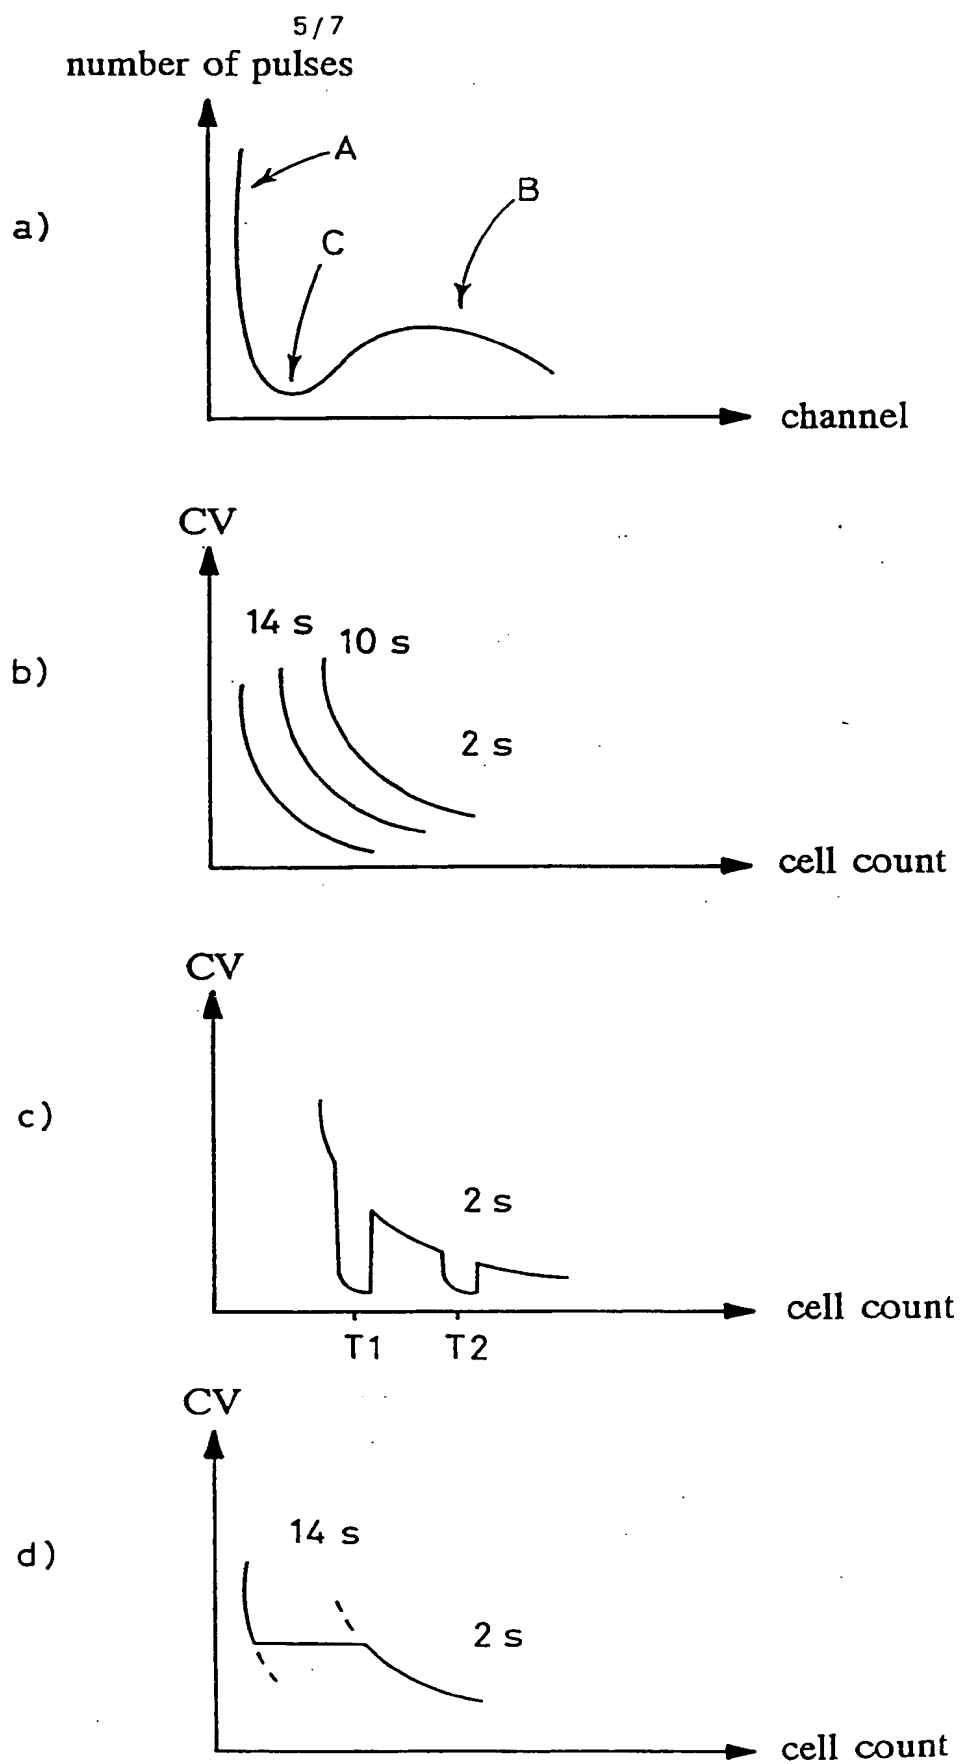 5/7
number of pulses
a)
A
B
C
channel
CV
b)
14 s
10 s
2 s
cell count
CV
c)
2 s
cell count
T1 T2
CV
d)
14 s
2 s
cell count